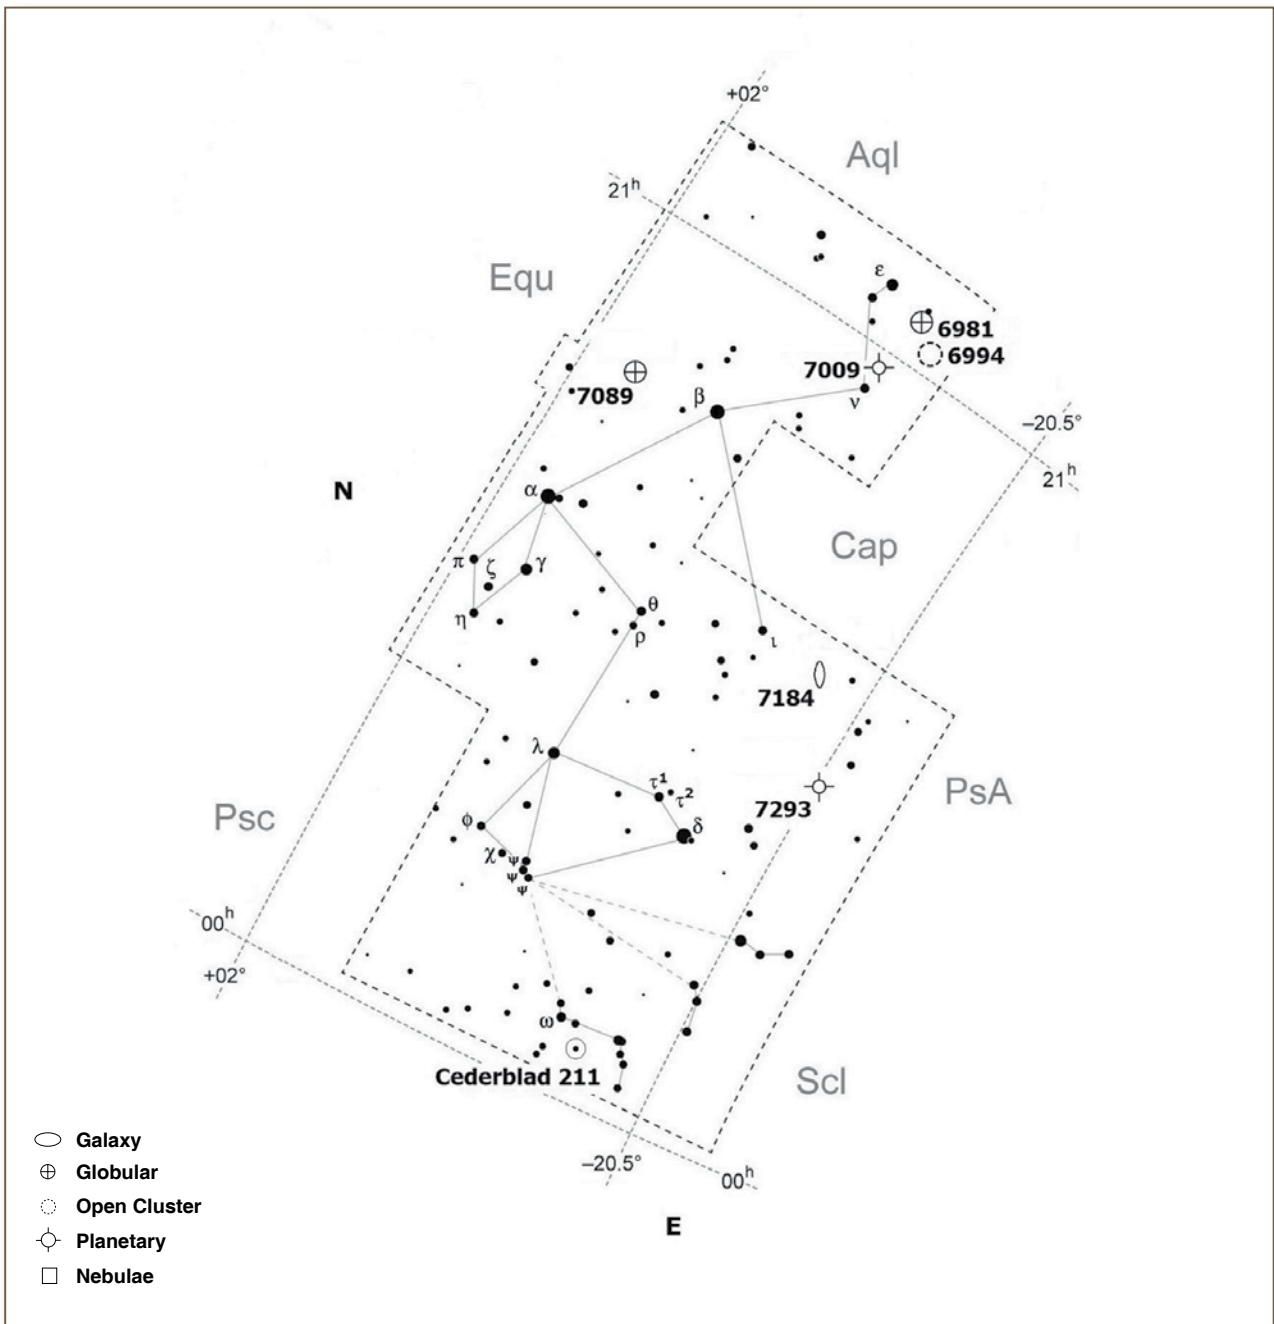 +02°
Aql
21h
Equ
ε
6981
6994
7009
7089
β
ν
–20.5°
21h
N
α
Cap
π
ζ
γ
η
θ
ρ
ι
7184
λ
τ1
τ2
PsA
7293
Psc
δ
φ
χ
ψ
ψ
ψ
00h
+02°
ω
Cederblad 211
Scl
–20.5°
00h
E
Galaxy
Globular
Open Cluster
Planetary
Nebulae